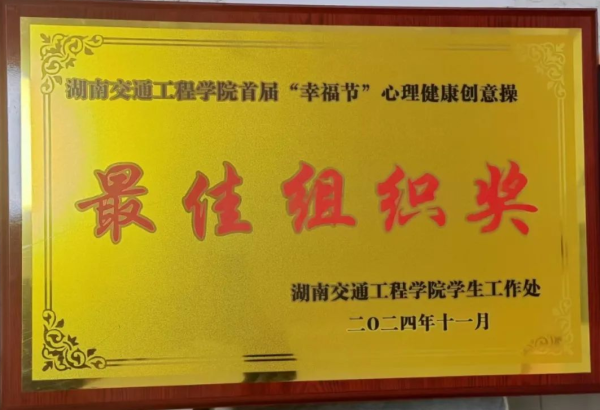 湖南交通工程学院首届“幸福节”心理健康创意操
最佳组织奖
湖南交通工程学院学生工作处
二〇二四年十一月